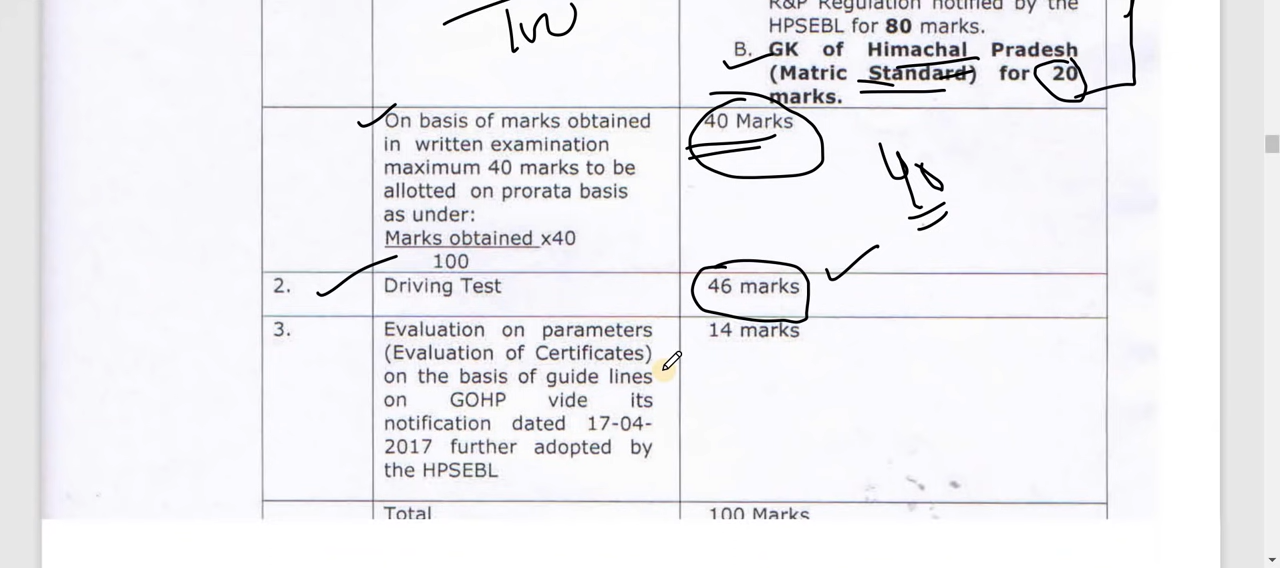 R&P Regulation notified by the
HPSEBL for 80 marks.
B. GK of Himachal Pradesh
(Matric Standard) for 20
marks.
On basis of marks obtained
in written examination
maximum 40 marks to be
allotted on prorata basis
as under:
Marks obtained x40
100
40 Marks
40
2.
Driving Test
46 marks
3.
Evaluation on parameters
(Evaluation of Certificates)
on the basis of guide lines
on GOHP vide its
notification dated 17-04-
2017 further adopted by
the HPSEBL
14 marks
Total
100 Marks